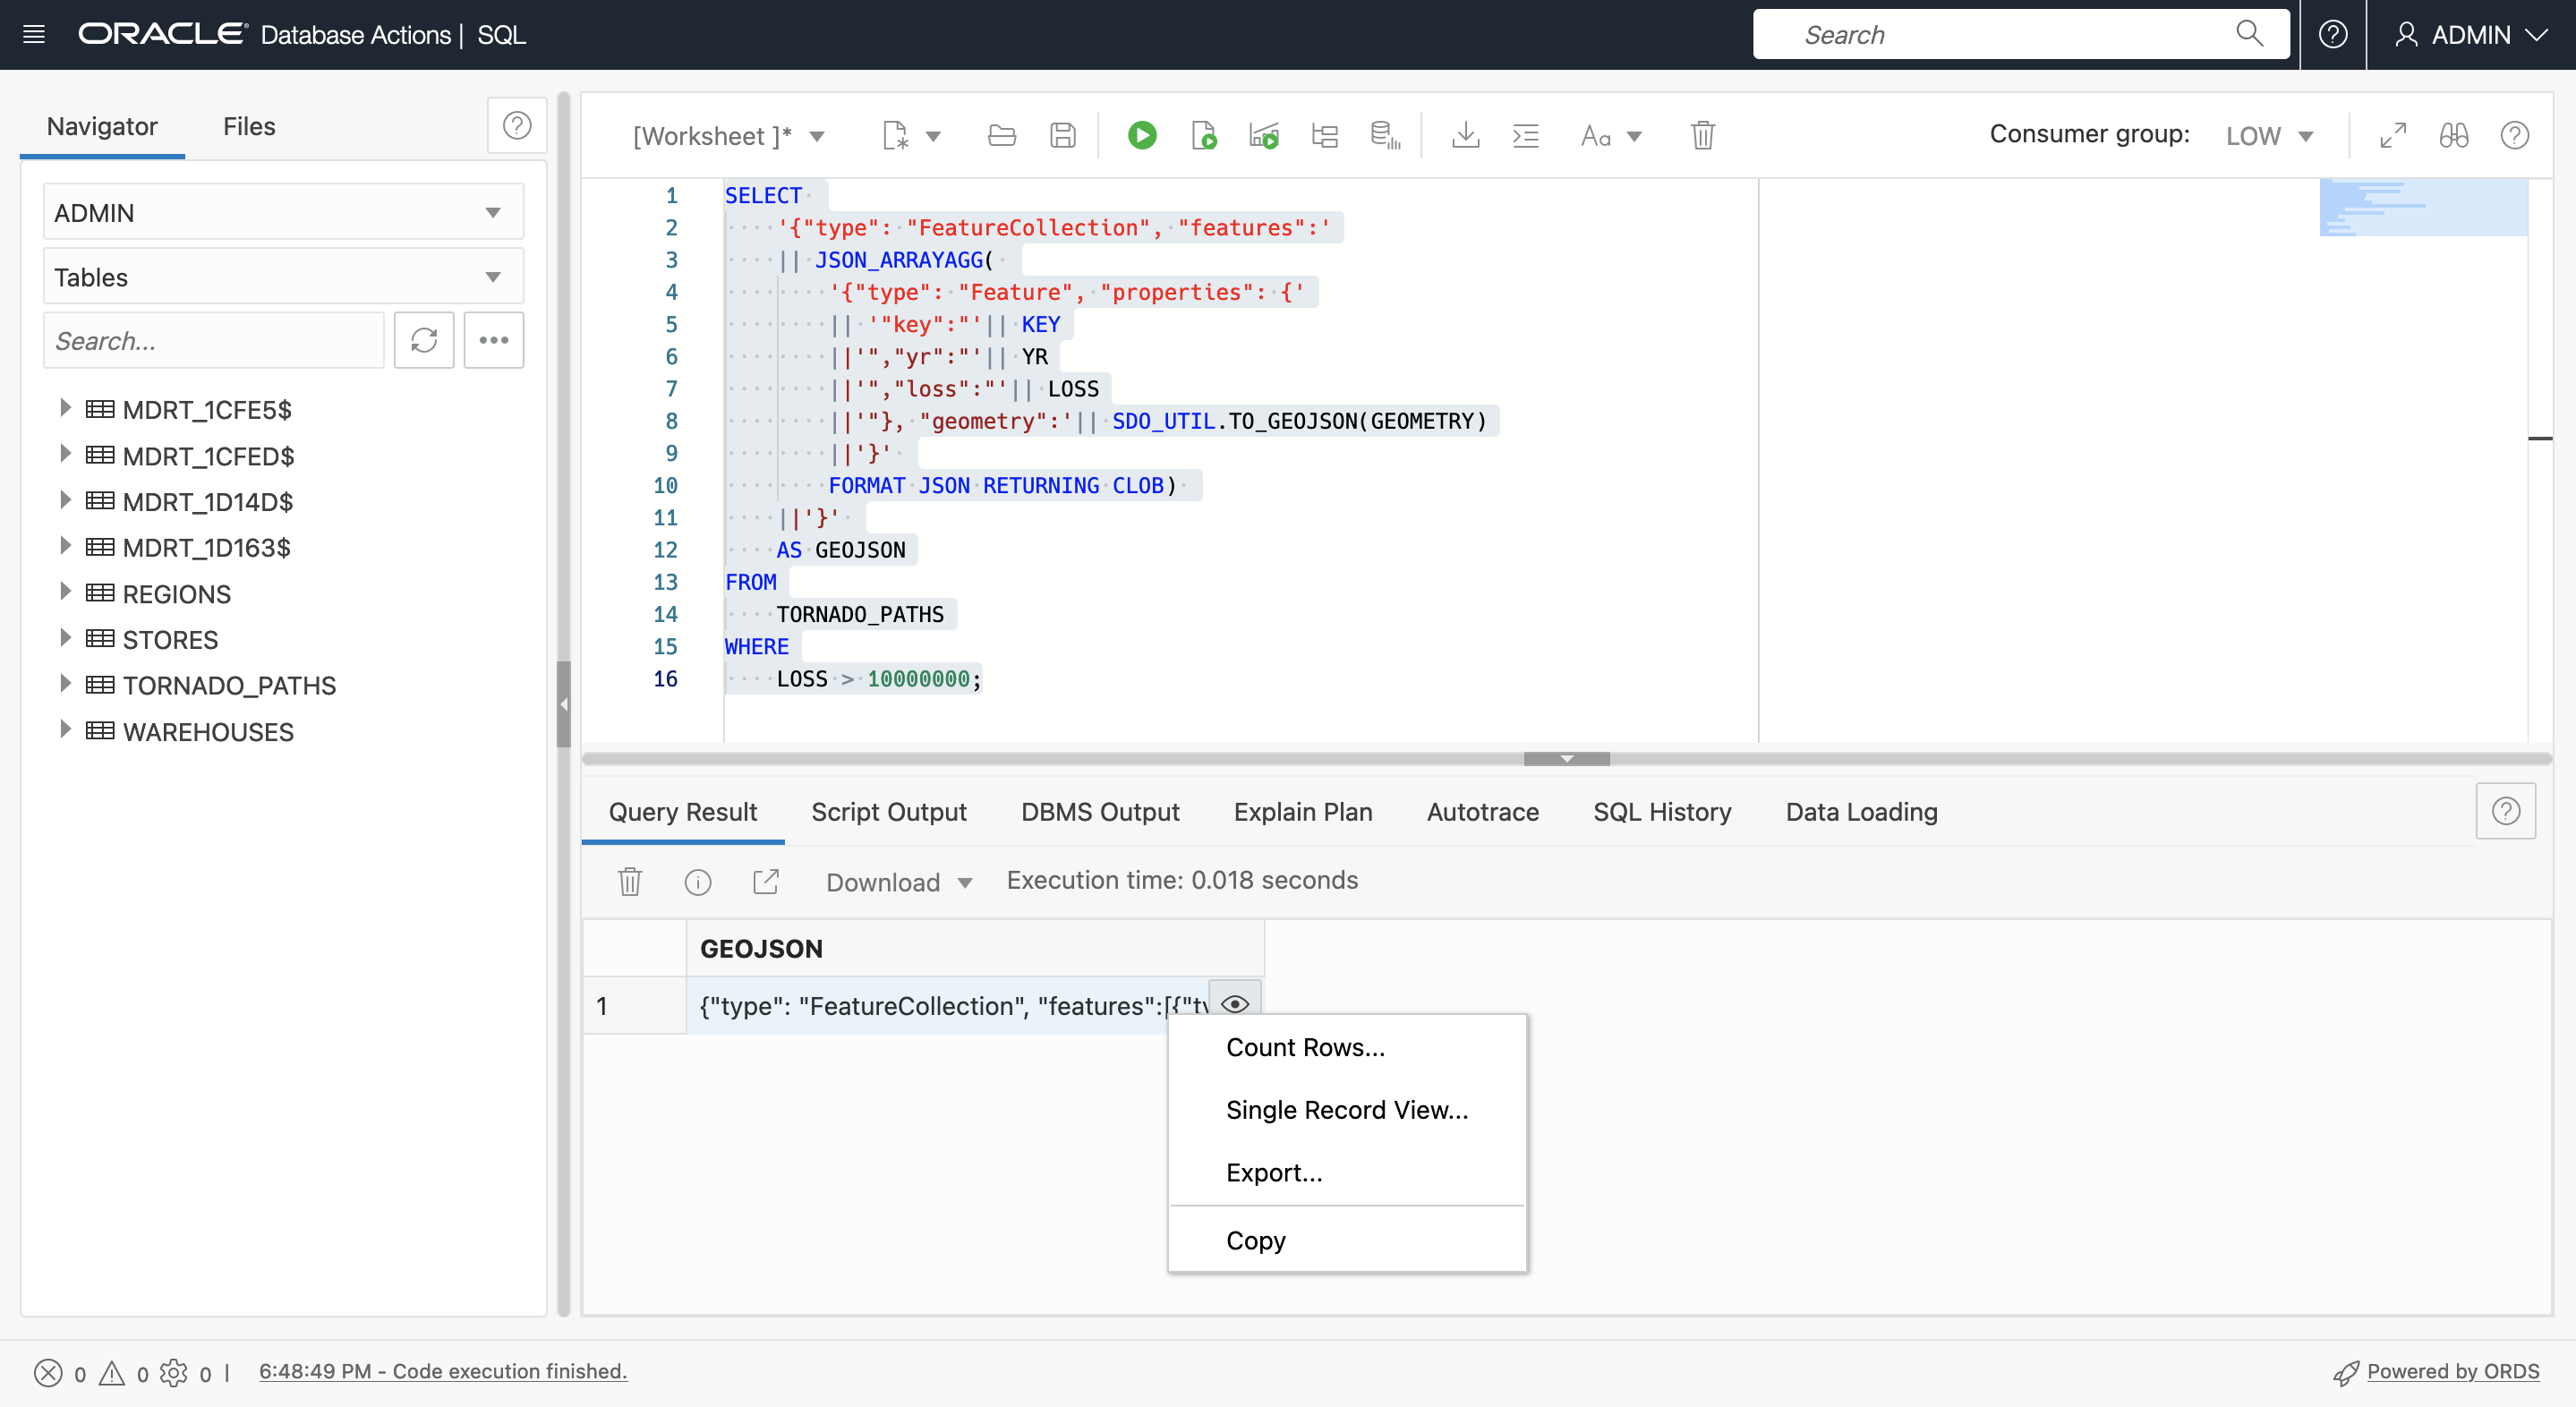 ORACLE Database Actions | SQL
Search
ADMIN
Navigator
Files
ADMIN
Tables
Search...
MDRT_1CFE5$
MDRT_1CFED$
MDRT_1D14D$
MDRT_1D163$
REGIONS
STORES
TORNADO_PATHS
WAREHOUSES
[Worksheet ]*
Aa
Consumer group: LOW
1 SELECT
2 '{"type": "FeatureCollection", "features":'
3 || JSON_ARRAYAGG(
4 '{"type": "Feature", "properties": {'
5 || '"key":"'|| KEY
6 ||'","yr":"'|| YR
7 ||'","loss":"'|| LOSS
8 ||'"}, "geometry":'|| SDO_UTIL.TO_GEOJSON(GEOMETRY)
9 ||'}'
10 FORMAT JSON RETURNING CLOB)
11 ||'}'
12 AS GEOJSON
13 FROM
14 TORNADO_PATHS
15 WHERE
16 LOSS > 10000000;
Query Result
Script Output
DBMS Output
Explain Plan
Autotrace
SQL History
Data Loading
Download
Execution time: 0.018 seconds
GEOJSON
1 {"type": "FeatureCollection", "features":[{"ty
Count Rows...
Single Record View...
Export...
Copy
0 0 0 | 6:48:49 PM - Code execution finished.
Powered by ORDS